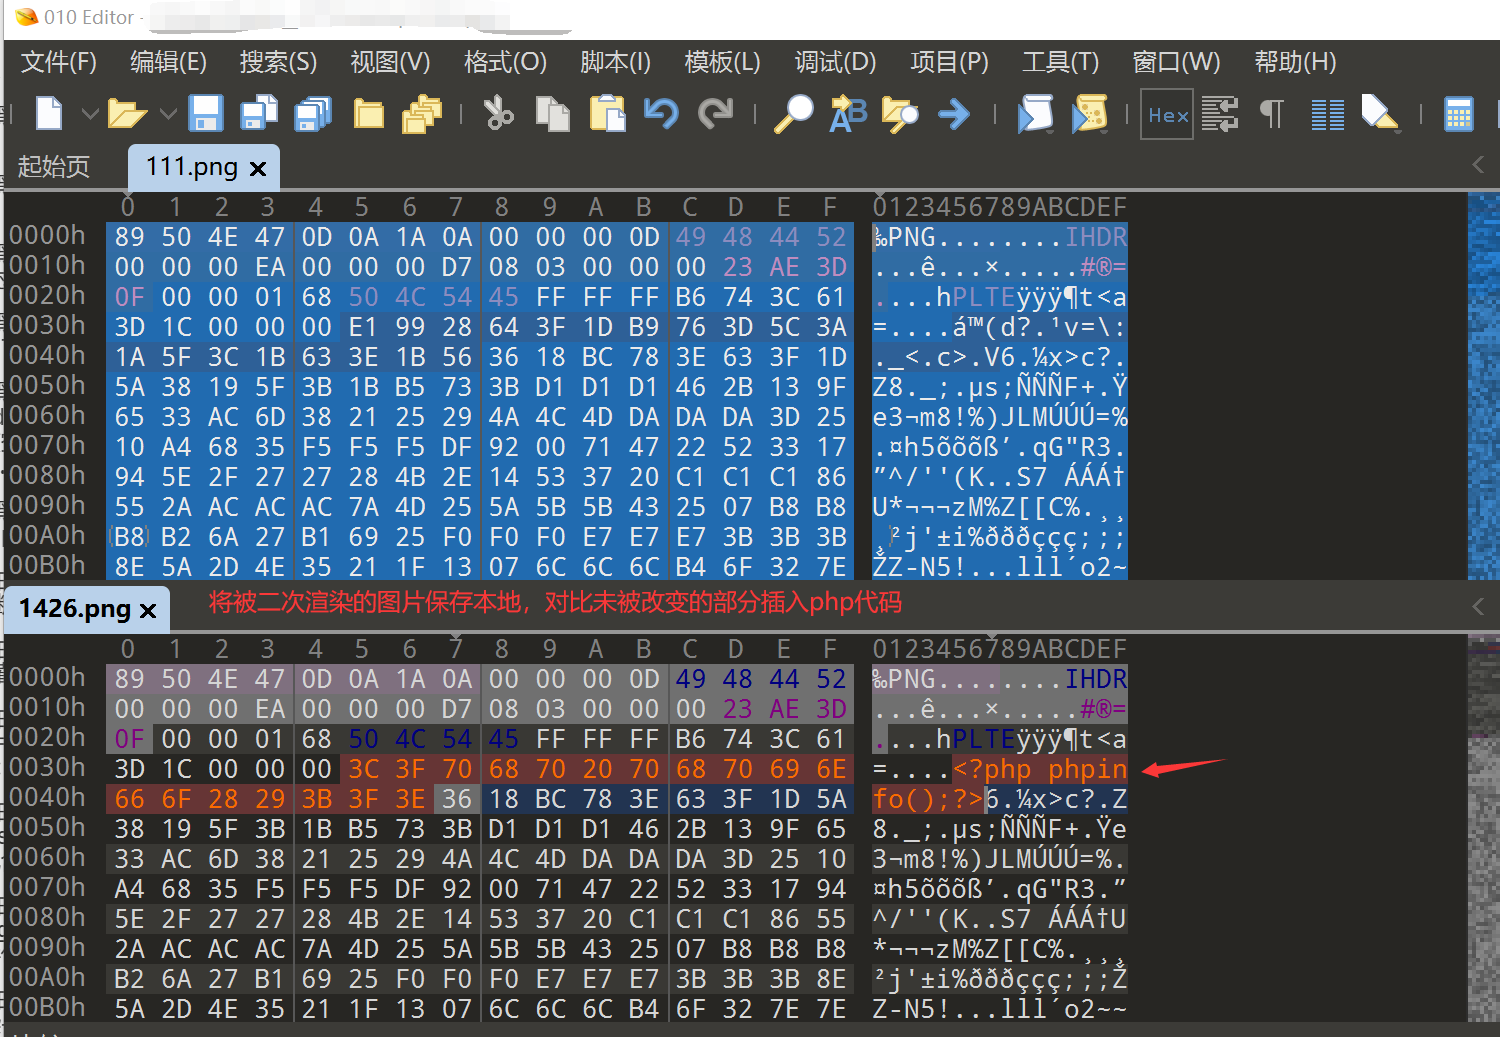 010 Editor -
文件(F) 编辑(E) 搜索(S) 视图(V) 格式(O) 脚本(I) 模板(L) 调试(D) 项目(P) 工具(T) 窗口(W) 帮助(H)
Hex
起始页 111.png ×
0 1 2 3 4 5 6 7 8 9 A B C D E F 0123456789ABCDEF
0000h 89 50 4E 47 0D 0A 1A 0A 00 00 00 0D 49 48 44 52 ‰PNG........IHDR
0010h 00 00 00 EA 00 00 00 D7 08 03 00 00 00 23 AE 3D ...ê...×.....#®=
0020h 0F 00 00 01 68 50 4C 54 45 FF FF FF B6 74 3C 61 ....hPLTEÿÿÿ¶t<a
0030h 3D 1C 00 00 00 E1 99 28 64 3F 1D B9 76 3D 5C 3A =....á™(d?.¹v=\:
0040h 1A 5F 3C 1B 63 3E 1B 56 36 18 BC 78 3E 63 3F 1D ._<.c>.V6.¼x>c?.
0050h 5A 38 19 5F 3B 1B B5 73 3B D1 D1 D1 46 2B 13 9F Z8._;.µs;ÑÑÑF+.Ÿ
0060h 65 33 AC 6D 38 21 25 29 4A 4C 4D DA DA DA 3D 25 e3¬m8!%)JLMÚÚÚ=%
0070h 10 A4 68 35 F5 F5 F5 DF 92 00 71 47 22 52 33 17 .¤h5õõõß’.qG"R3.
0080h 94 5E 2F 27 27 28 4B 2E 14 53 37 20 C1 C1 C1 86 ”^/''(K..S7 ÁÁÁ†
0090h 55 2A AC AC AC 7A 4D 25 5A 5B 5B 43 25 07 B8 B8 U*¬¬¬zM%Z[[C%.¸¸
00A0h B8 B2 6A 27 B1 69 25 F0 F0 F0 E7 E7 E7 3B 3B 3B ¸²j'±i%ðððççç;;;
00B0h 8E 5A 2D 4E 35 21 1F 13 07 6C 6C 6C B4 6F 32 7E ŽZ-N5!...lll´o2~
1426.png × 将被二次渲染的图片保存本地，对比未被改变的部分插入php代码
0 1 2 3 4 5 6 7 8 9 A B C D E F 0123456789ABCDEF
0000h 89 50 4E 47 0D 0A 1A 0A 00 00 00 0D 49 48 44 52 ‰PNG........IHDR
0010h 00 00 00 EA 00 00 00 D7 08 03 00 00 00 23 AE 3D ...ê...×.....#®=
0020h 0F 00 00 01 68 50 4C 54 45 FF FF FF B6 74 3C 61 ....hPLTEÿÿÿ¶t<a
0030h 3D 1C 00 00 00 3C 3F 70 68 70 20 70 68 70 69 6E =....<?php phpin
0040h 66 6F 28 29 3B 3F 3E 36 18 BC 78 3E 63 3F 1D 5A fo();?>6.¼x>c?.Z
0050h 38 19 5F 3B 1B B5 73 3B D1 D1 D1 46 2B 13 9F 65 8._;.µs;ÑÑÑF+.Ÿe
0060h 33 AC 6D 38 21 25 29 4A 4C 4D DA DA DA 3D 25 10 3¬m8!%)JLMÚÚÚ=%.
0070h A4 68 35 F5 F5 F5 DF 92 00 71 47 22 52 33 17 94 ¤h5õõõß’.qG"R3.”
0080h 5E 2F 27 27 28 4B 2E 14 53 37 20 C1 C1 C1 86 55 ^/''(K..S7 ÁÁÁ†U
0090h 2A AC AC AC 7A 4D 25 5A 5B 5B 43 25 07 B8 B8 B8 *¬¬¬zM%Z[[C%.¸¸¸
00A0h B2 6A 27 B1 69 25 F0 F0 F0 E7 E7 E7 3B 3B 3B 8E ²j'±i%ðððççç;;;Ž
00B0h 5A 2D 4E 35 21 1F 13 07 6C 6C 6C B4 6F 32 7E 7E Z-N5!...lll´o2~~